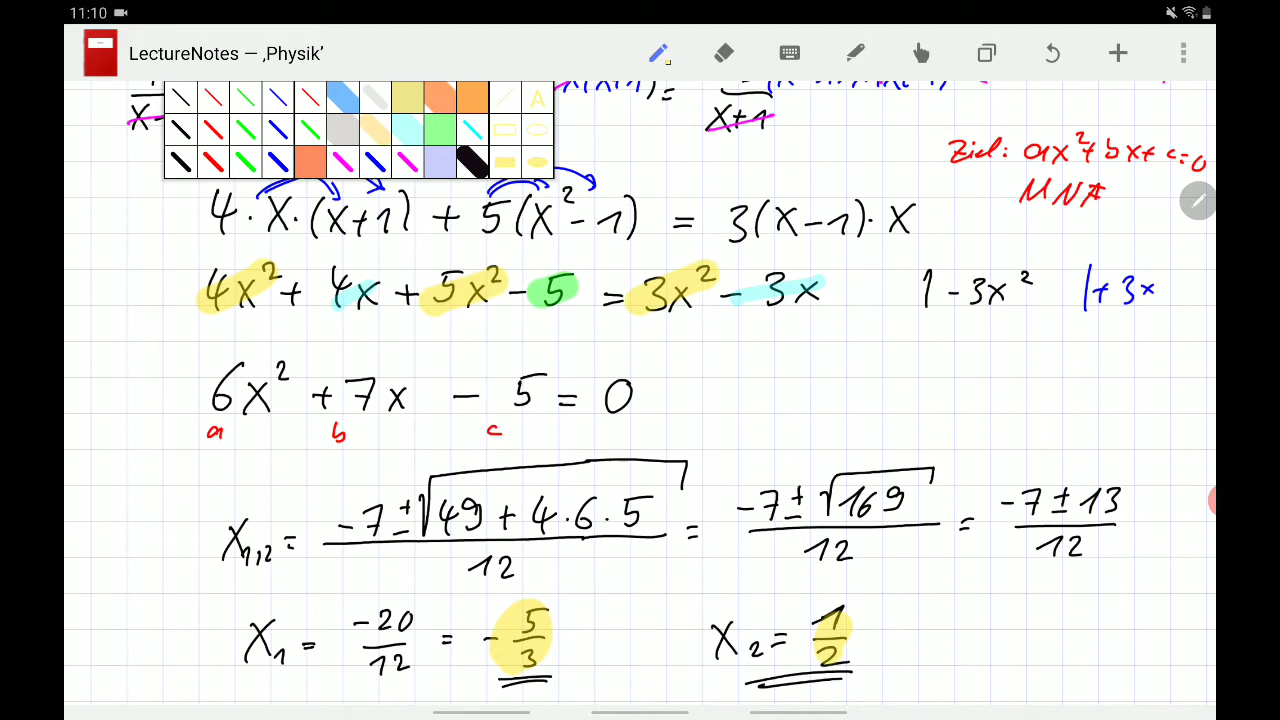 11:10
LectureNotes — ‚Physik’
x+1
Ziel: ax²+bx+c=0
MNF
4·x·(x+1) + 5(x²-1) = 3(x-1)·x
4x² + 4x + 5x² - 5 = 3x² - 3x |-3x² |+3x
6x² + 7x - 5 = 0
a b c
x₁,₂ = (-7±√(49+4·6·5))/12 = (-7±√169)/12 = (-7±13)/12
x₁ = -20/12 = -5/3 x₂ = 1/2